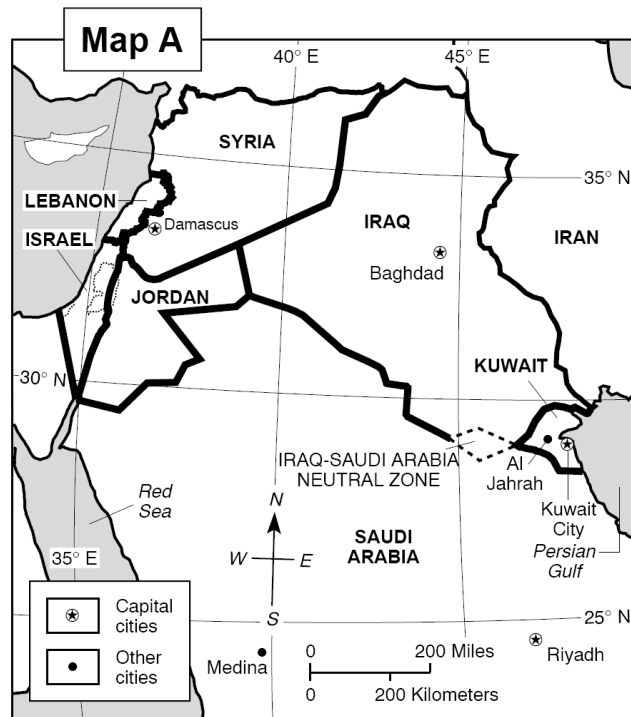 Map A
40° E
45° E
SYRIA
35° N
LEBANON
Damascus
IRAQ
IRAN
ISRAEL
Baghdad
JORDAN
KUWAIT
30° N
IRAQ-SAUDI ARABIA
NEUTRAL ZONE
Al
Jahrah
Kuwait
City
Red
Sea
N
W
E
S
SAUDI
ARABIA
Persian
Gulf
35° E
25° N
Capital
cities
Other
cities
Medina
Riyadh
0
200 Miles
0
200 Kilometers